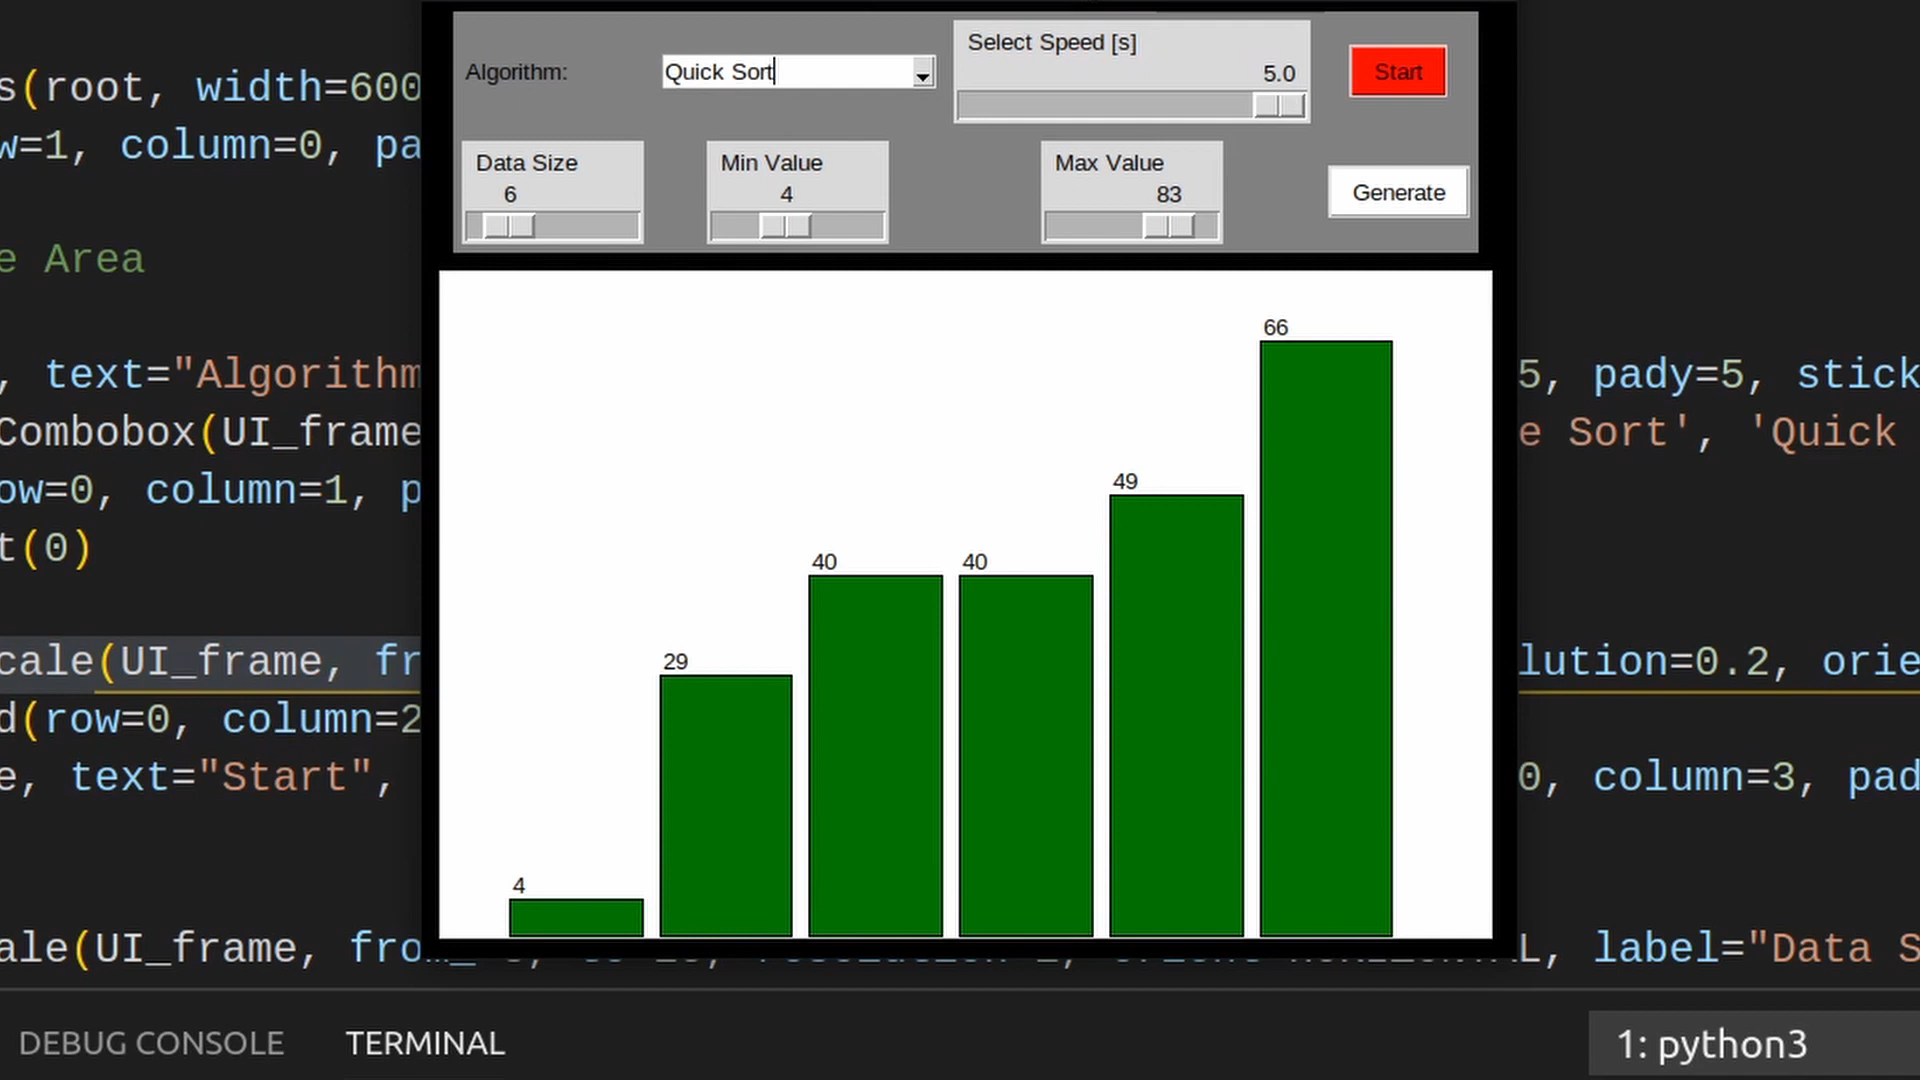 Select Speed [s]
s(root, width=600
Algorithm:
Quick Sort
5.0
Start
w=1, column=0, pa
Data Size
Min Value
Max Value
6
4
83
Generate
e Area
66
, text="Algorithm
5, pady=5, stick
Combobox(UI_frame
e Sort', 'Quick
49
ow=0, column=1, p
t(0)
40
40
29
cale(UI_frame, fr
lution=0.2, orie
d(row=0, column=2
e, text="Start",
0, column=3, pad
4
ale(UI_frame, from_
L, label="Data S
DEBUG CONSOLE
TERMINAL
1: python3